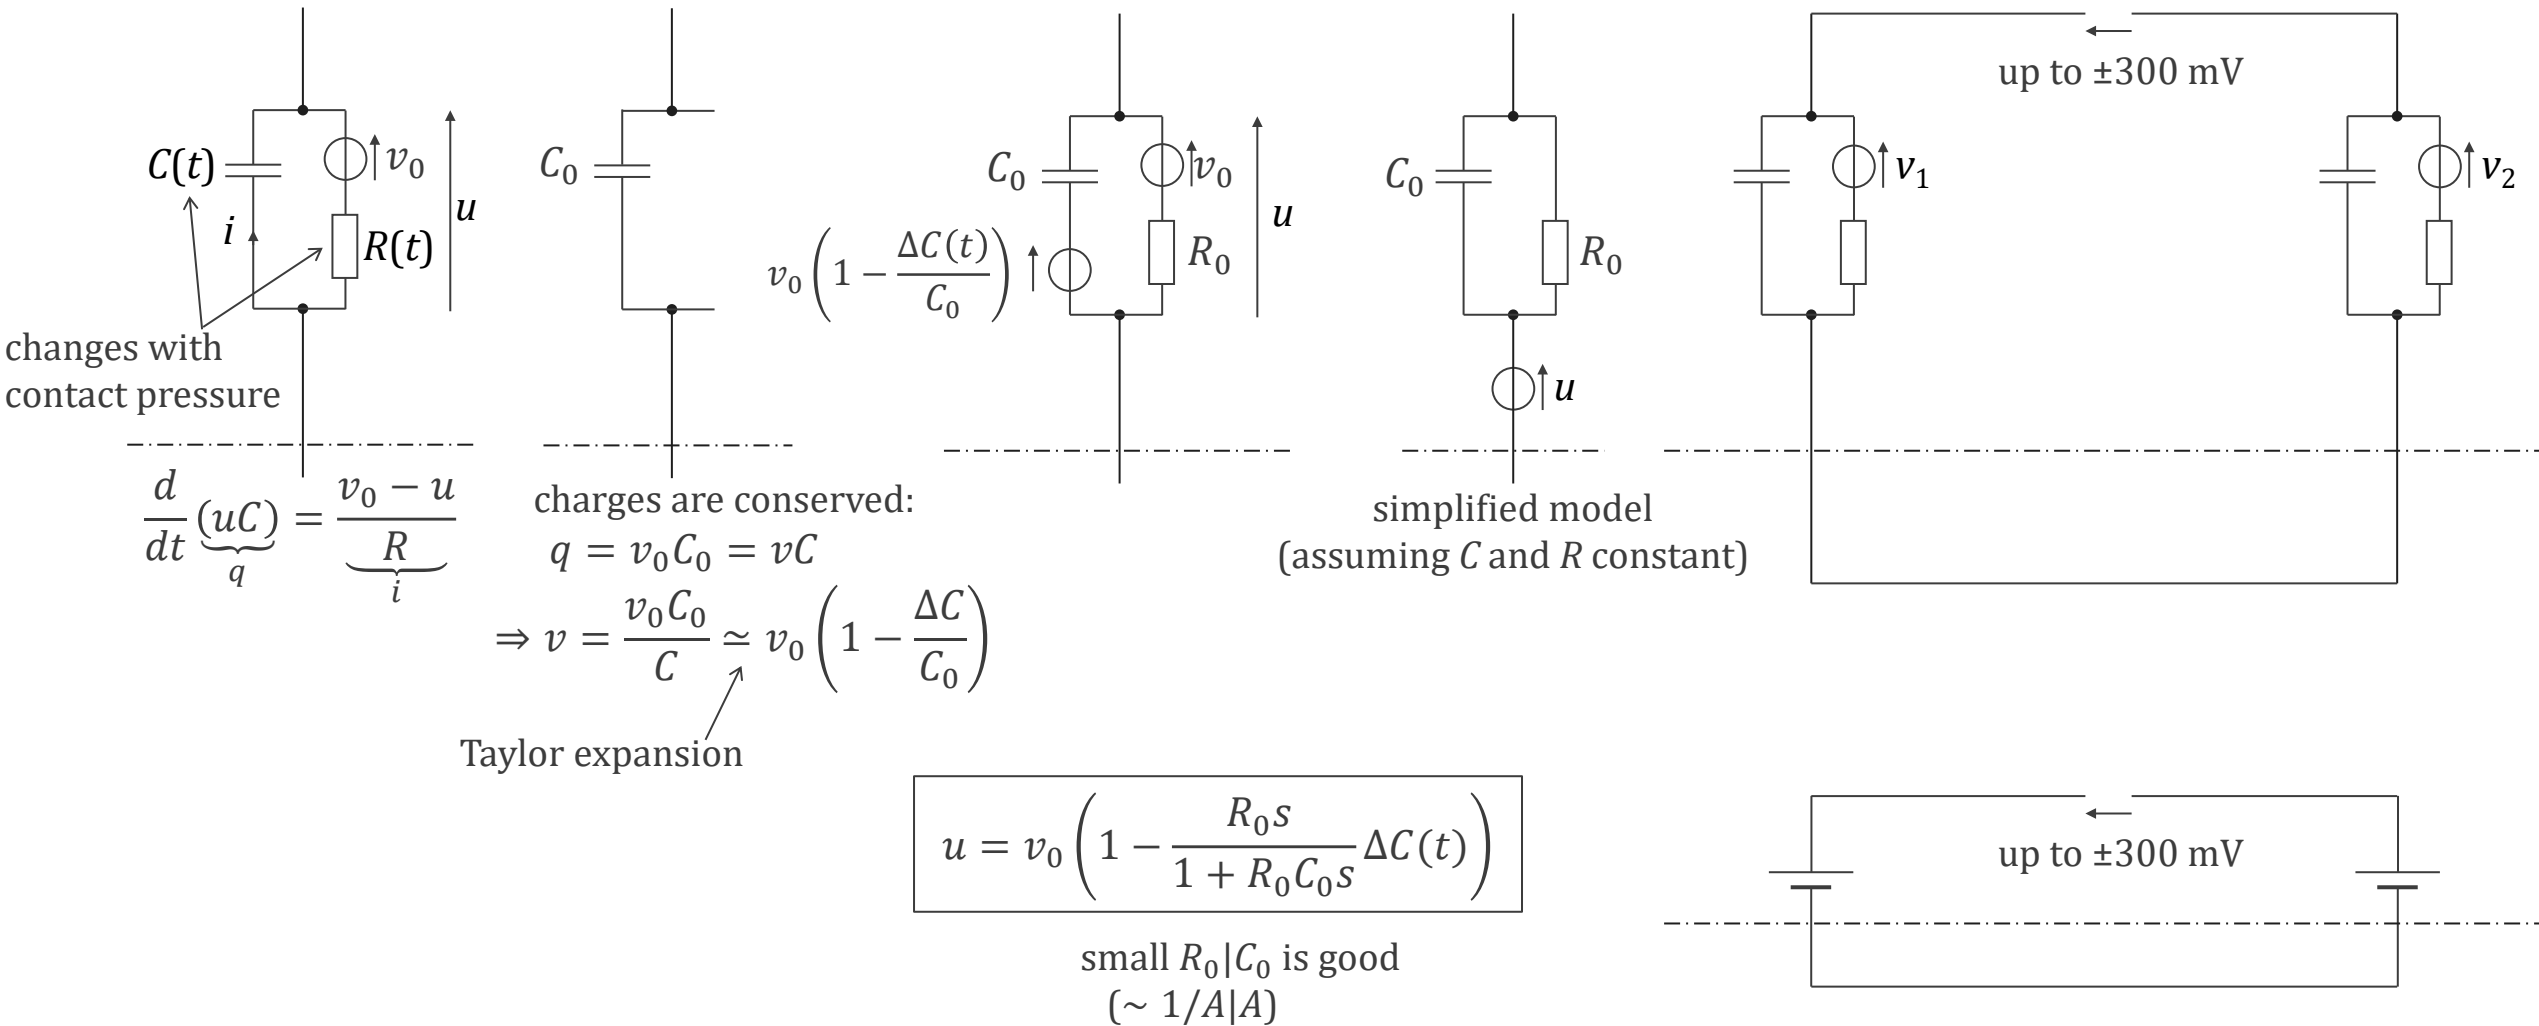 C(t)
v₀
i
R(t)
u
changes with
contact pressure
d/dt (uC) = (v₀ − u)/R
q
i
C₀
charges are conserved:
q = v₀C₀ = vC
⇒ v = v₀C₀/C ≃ v₀(1 − ΔC/C₀)
Taylor expansion
C₀
v₀
v₀(1 − ΔC(t)/C₀)
R₀
u
C₀
R₀
u
simplified model
(assuming C and R constant)
up to ±300 mV
v₁
v₂
u = v₀(1 − R₀s/(1 + R₀C₀s) ΔC(t))
small R₀|C₀ is good
(~ 1/A|A)
up to ±300 mV